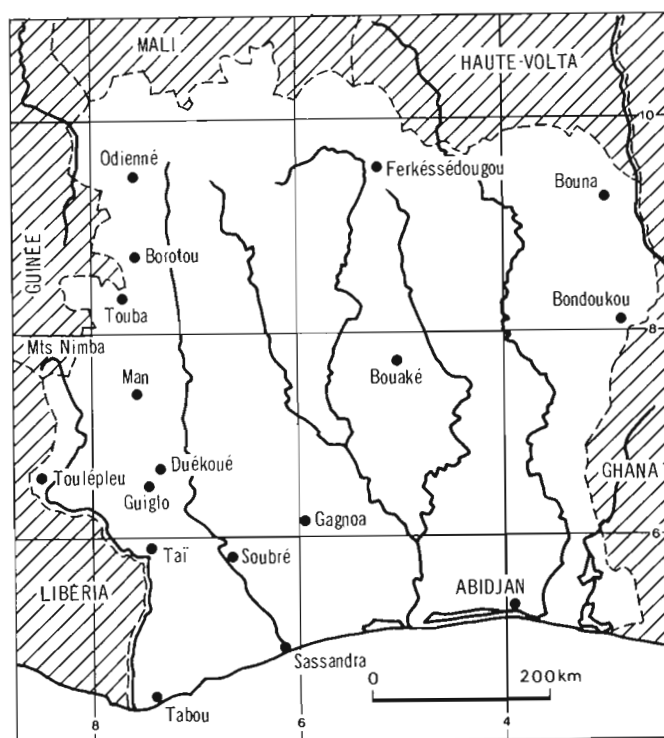 MALI
HAUTE-VOLTA
10
Odienné
Ferkéssédougou
Bouna
GUINÉE
Borotou
Touba
Bondoukou
8
Mts Nimba
Man
Bouaké
Duékoué
Toulépleu
Guiglo
GHANA
Gagnoa
6
Taï
Soubré
LIBERIA
ABIDJAN
Sassandra
0 200km
Tabou
8 6 4